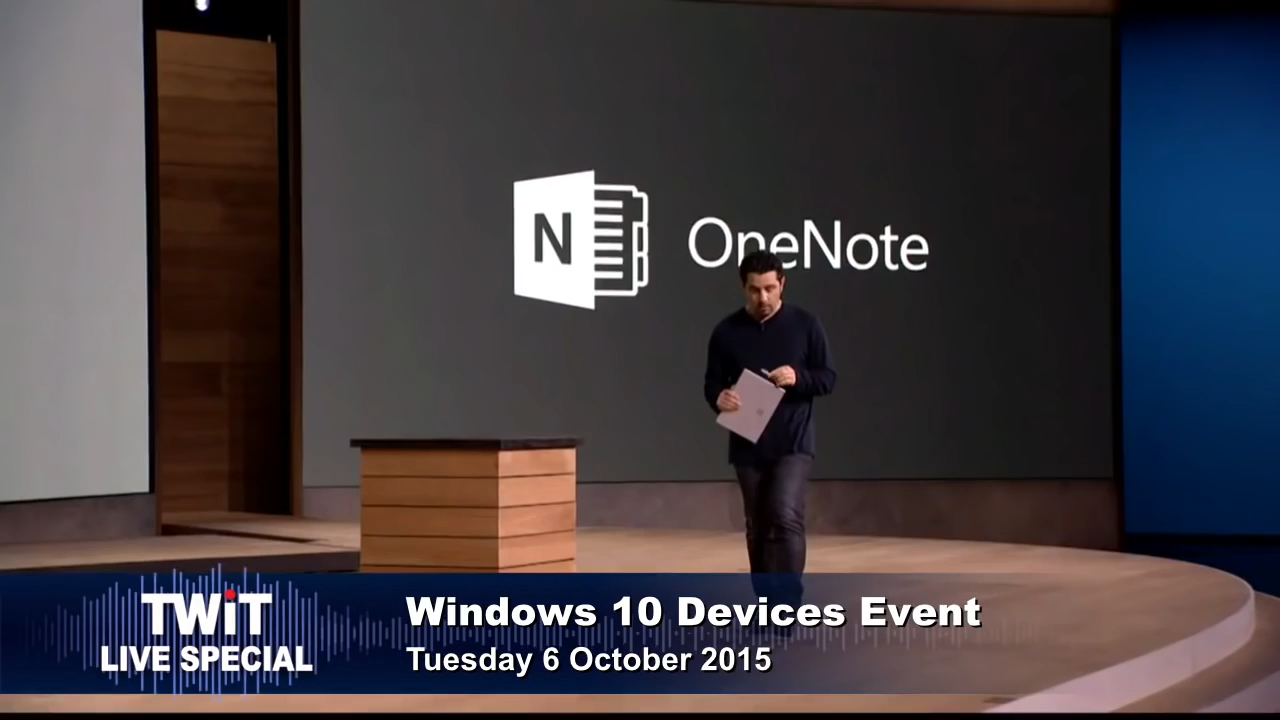 N
OneNote
TWiT
LIVE SPECIAL
Windows 10 Devices Event
Tuesday 6 October 2015